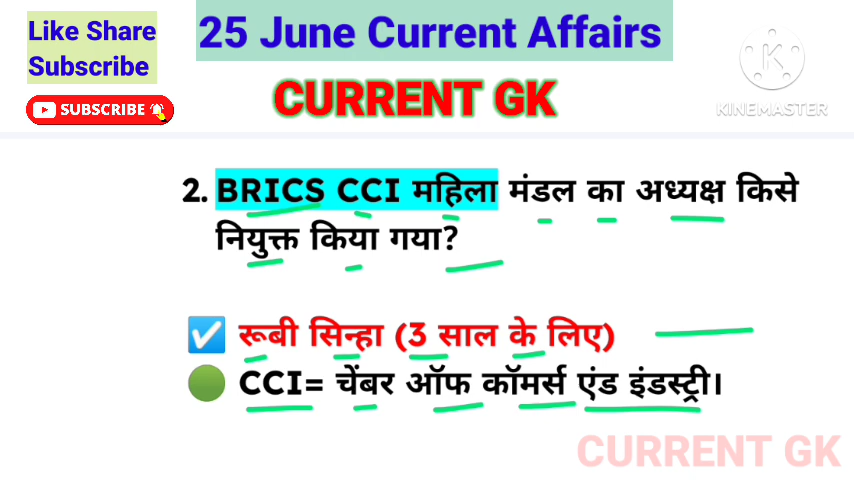 Like Share
Subscribe
SUBSCRIBE
25 June Current Affairs
CURRENT GK
K
KINEMASTER
2. BRICS CCI महिला मंडल का अध्यक्ष किसे
नियुक्त किया गया?
रूबी सिन्हा (3 साल के लिए)
CCI= चेंबर ऑफ कॉमर्स एंड इंडस्ट्री।
CURRENT GK